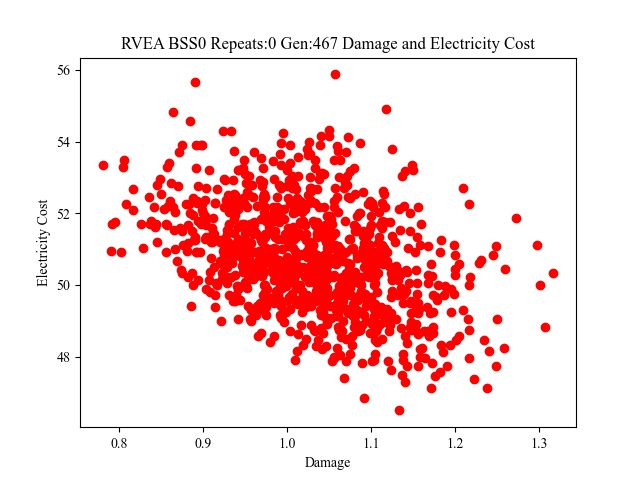 RVEA BSS0 Repeats:0 Gen:467 Damage and Electricity Cost
56
54
52
50
48
Electricity Cost
0.8 0.9 1.0 1.1 1.2 1.3
Damage